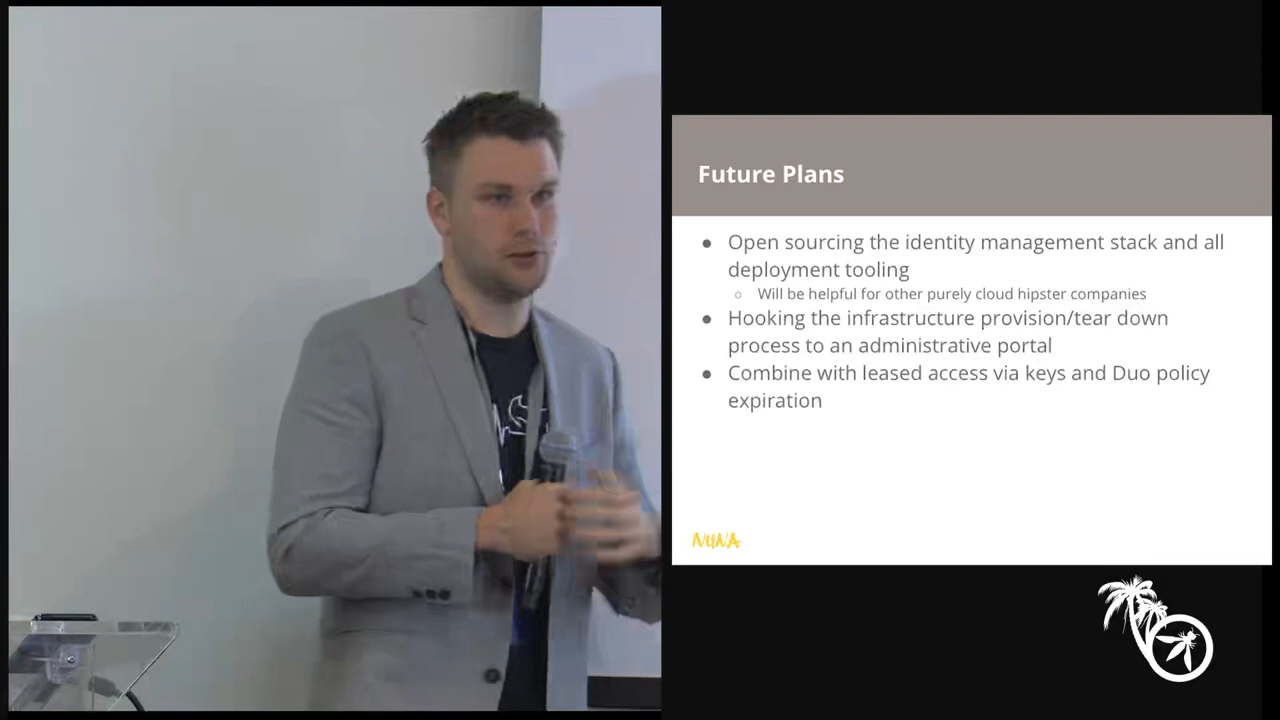 Future Plans
● Open sourcing the identity management stack and all
deployment tooling
○ Will be helpful for other purely cloud hipster companies
● Hooking the infrastructure provision/tear down
process to an administrative portal
● Combine with leased access via keys and Duo policy
expiration
NUNA